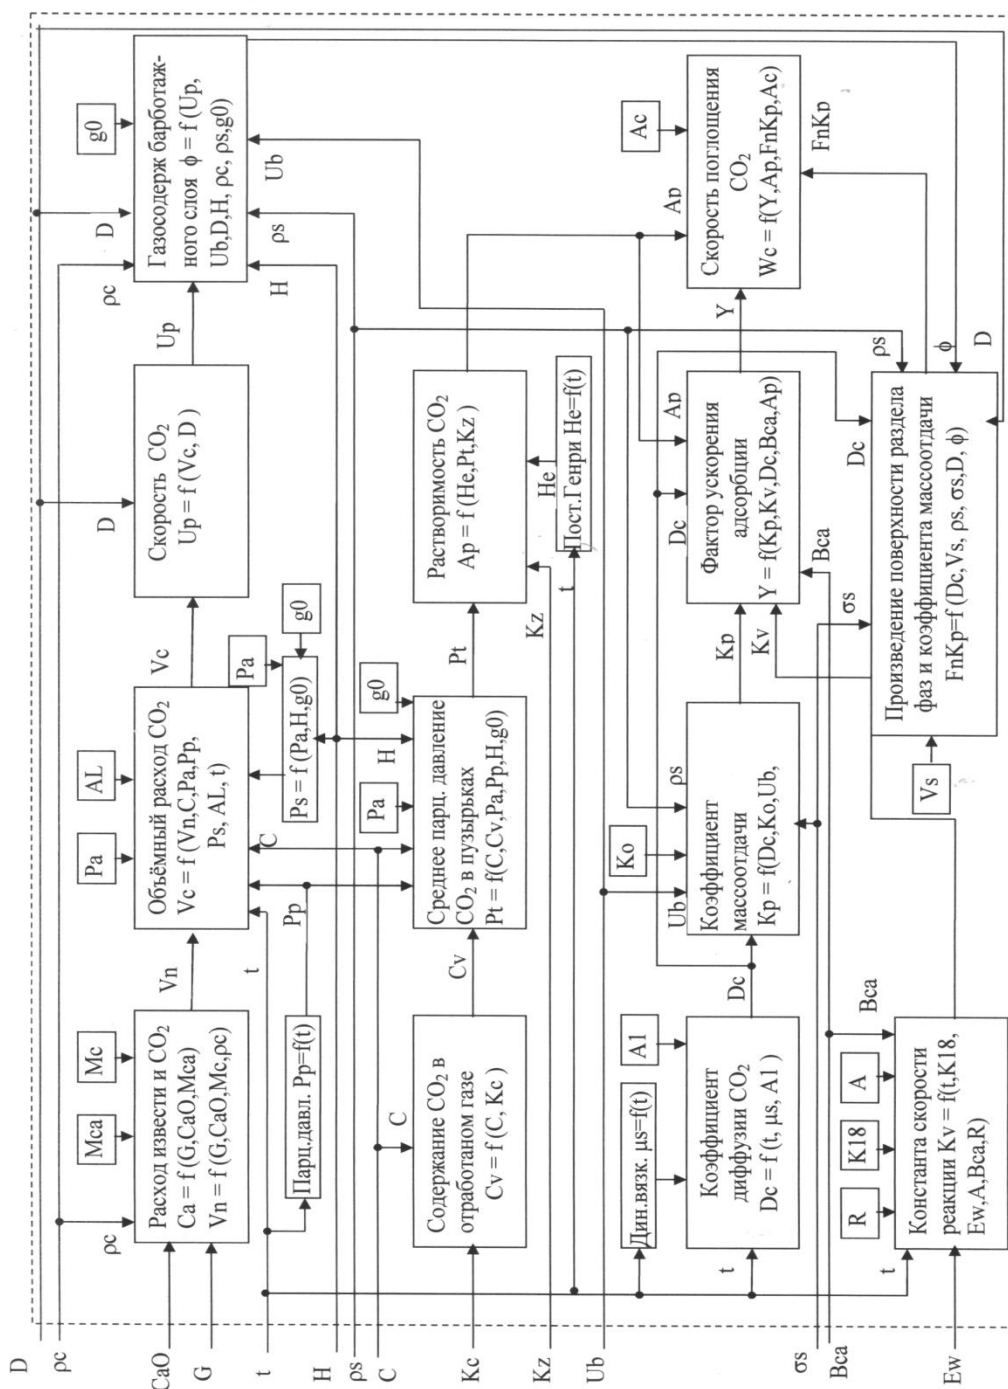 D
ρc
CaO
G
t
H
ρs
C
Kc
Kz
Ub
σs
Bca
Ew
Mca
Mc
ρc
Расход извести и CO₂
Ca = f (G,CaO,Mca)
Vn = f (G,CaO,Mc,ρc)
Vn
Pa
AL
Объёмный расход CO₂
Vc = f (Vn,C,Pa,Pp,
Ps, AL, t)
t
Pp
C
Vc
D
Скорость CO₂
Up = f (Vc, D)
Up
g0
ρc
D
Газосодерж барботаж-
ного слоя ϕ = f (Up,
Ub,D,H, ρc, ρs,g0)
H
ρs
Ub
Парц.давл. Pp=f(t)
Pa
g0
Ps = f (Pa,H,g0)
C
Содержание CO₂ в
отработаном газе
Cv = f (C, Kc)
Cv
Pa
H
g0
Среднее парц. давление
CO₂ в пузырьках
Pt = f(C,Cv,Pa,Pp,H,g0)
Pt
Растворимость CO₂
Ap = f (He,Pt,Kz )
Kz
He
t
Пост.Генри He=f(t)
Дин.вязк. μs=f(t)
A1
Коэффициент
диффузии CO₂
Dc = f (t, μs, A1)
t
Dc
Ub
Ko
ρs
Коэффициент
массоотдачи
Kp = f(Dc,Ko,Ub,
Kp
Kv
Dc
Ap
Фактор ускорения
адсорбции
Y = f(Kp,Kv,Dc,Bca,Ap)
Bca
Y
Ap
Ac
Скорость поглощения
CO₂
Wc = f(Y,Ap,FnKp,Ac)
FnKp
R
K18
A
Bca
t
Константа скорости
реакции Kv = f(t,K18,
Ew,A,Bca,R)
Vs
σs
Dc
ρs
ϕ
D
Произведение поверхности раздела
фаз и коэффициента массоотдачи
FnKp=f (Dc,Vs, ρs, σs,D, ϕ)